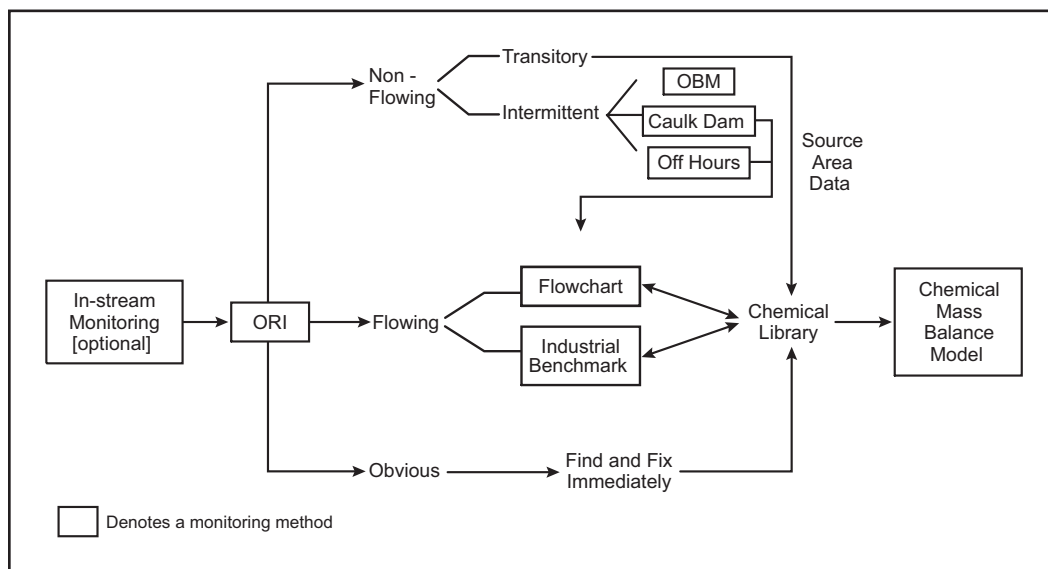 Non -
Flowing
Transitory
Intermittent
OBM
Caulk Dam
Off Hours
Source
Area
Data
In-stream
Monitoring
[optional]
ORI
Flowing
Flowchart
Industrial
Benchmark
Chemical
Library
Chemical
Mass
Balance
Model
Obvious
Find and Fix
Immediately
Denotes a monitoring method